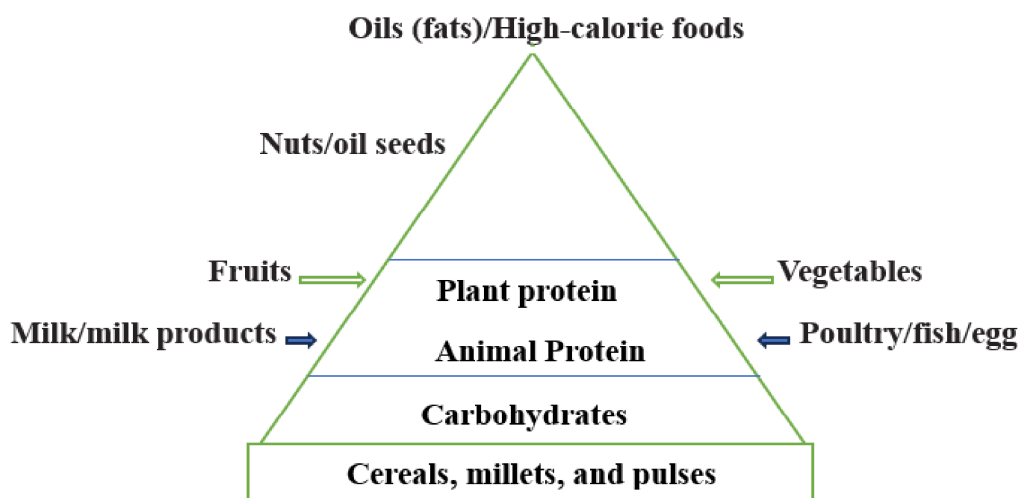 Oils (fats)/High-calorie foods
Nuts/oil seeds
Fruits
Vegetables
Plant protein
Milk/milk products
Poultry/fish/egg
Animal Protein
Carbohydrates
Cereals, millets, and pulses